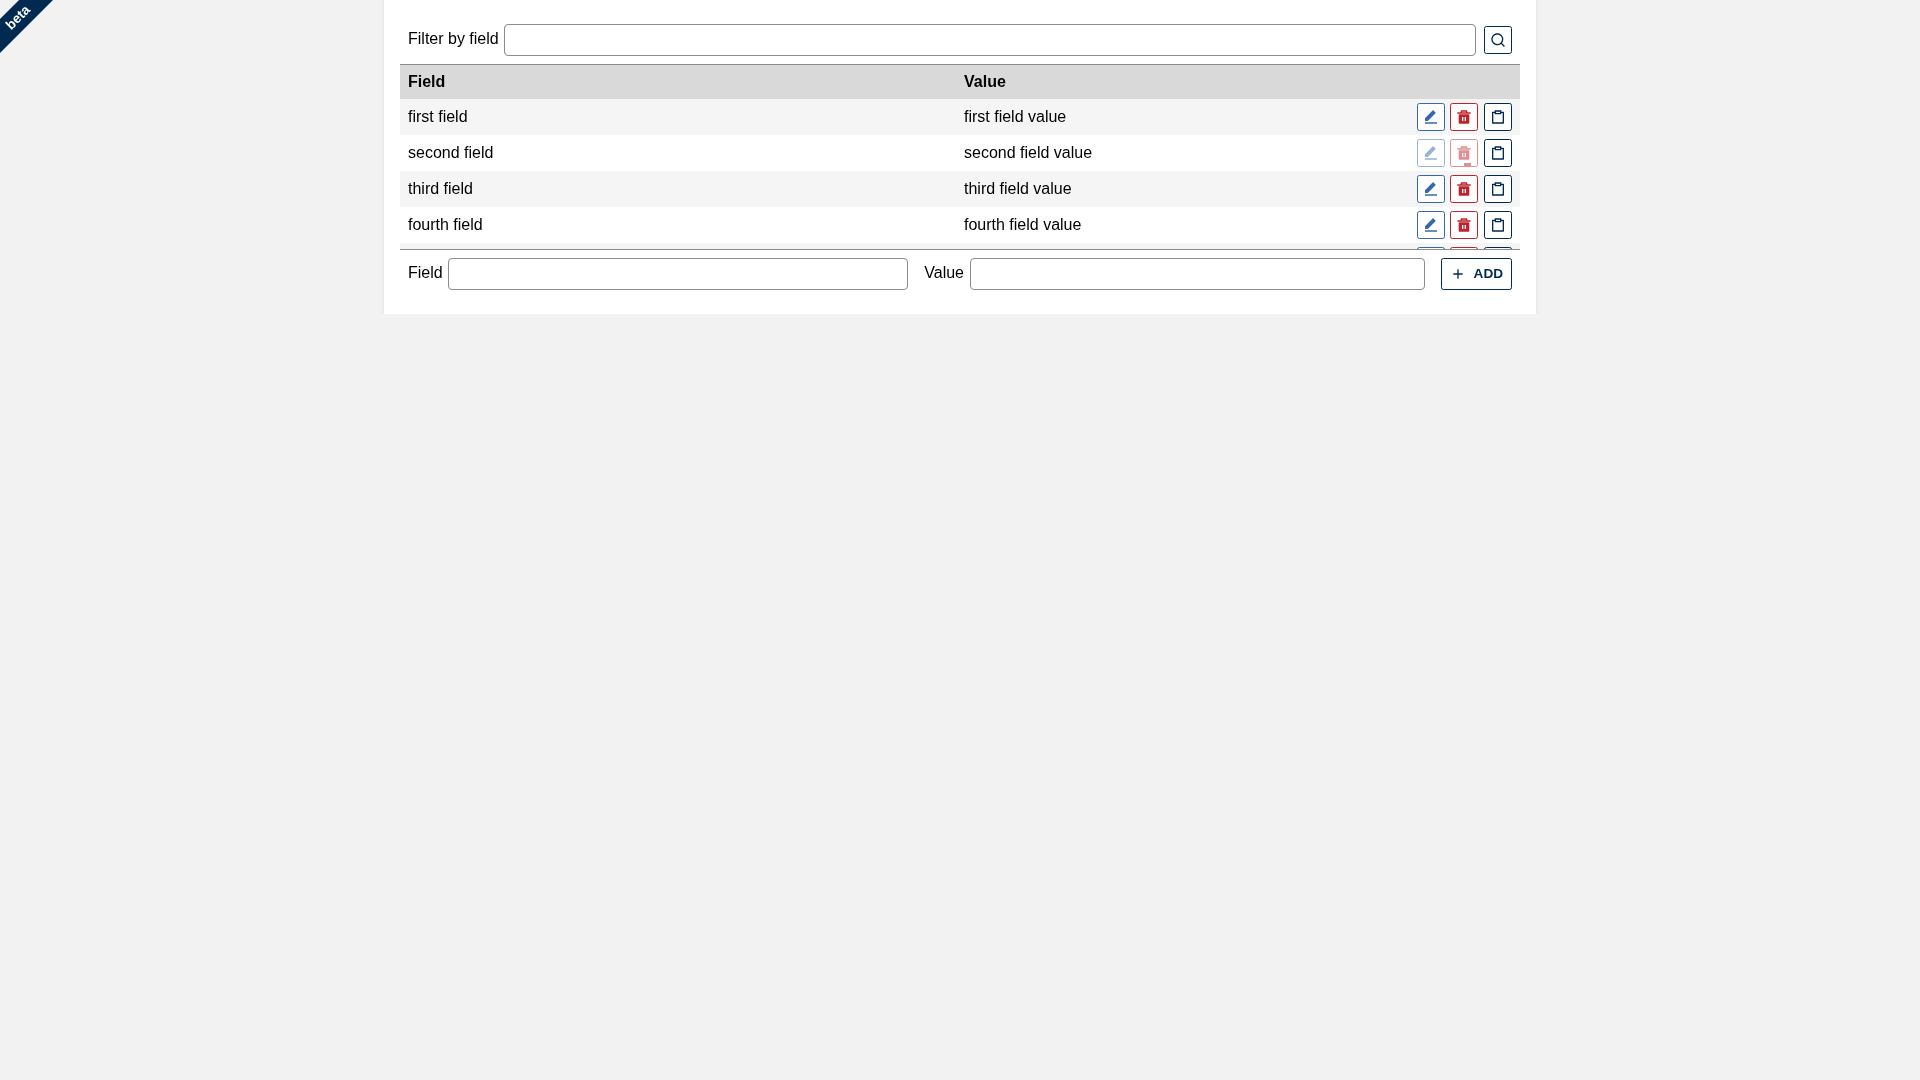 beta
Filter by field
Field Value
first field first field value
second field second field value
third field third field value
fourth field fourth field value
Field Value ADD